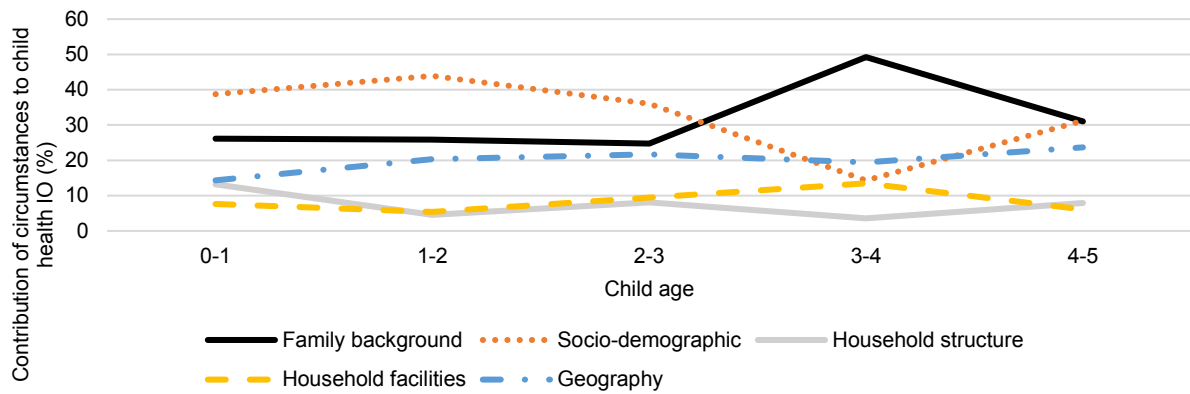 Contribution of circumstances to child
health IO (%)
60
50
40
30
20
10
0
0-1 1-2 2-3 3-4 4-5
Child age
Family background Socio-demographic Household structure
Household facilities Geography